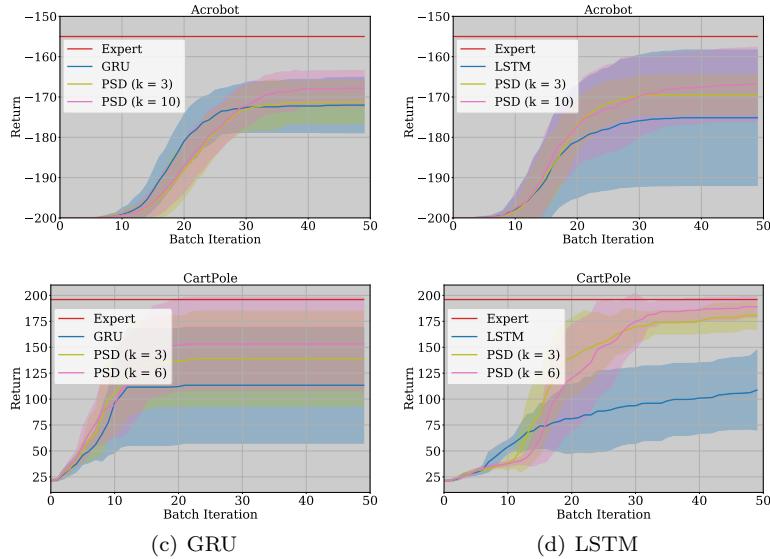 Acrobot
−150
−160
−170
−180
−190
−200
Return
Expert
GRU
PSD (k = 3)
PSD (k = 10)
0 10 20 30 40 50
Batch Iteration
Acrobot
−150
−160
−170
−180
−190
−200
Return
Expert
LSTM
PSD (k = 3)
PSD (k = 10)
0 10 20 30 40 50
Batch Iteration
CartPole
200
175
150
125
100
75
50
25
Return
Expert
GRU
PSD (k = 3)
PSD (k = 6)
0 10 20 30 40 50
Batch Iteration
(c) GRU
CartPole
200
175
150
125
100
75
50
25
Return
Expert
LSTM
PSD (k = 3)
PSD (k = 6)
0 10 20 30 40 50
Batch Iteration
(d) LSTM